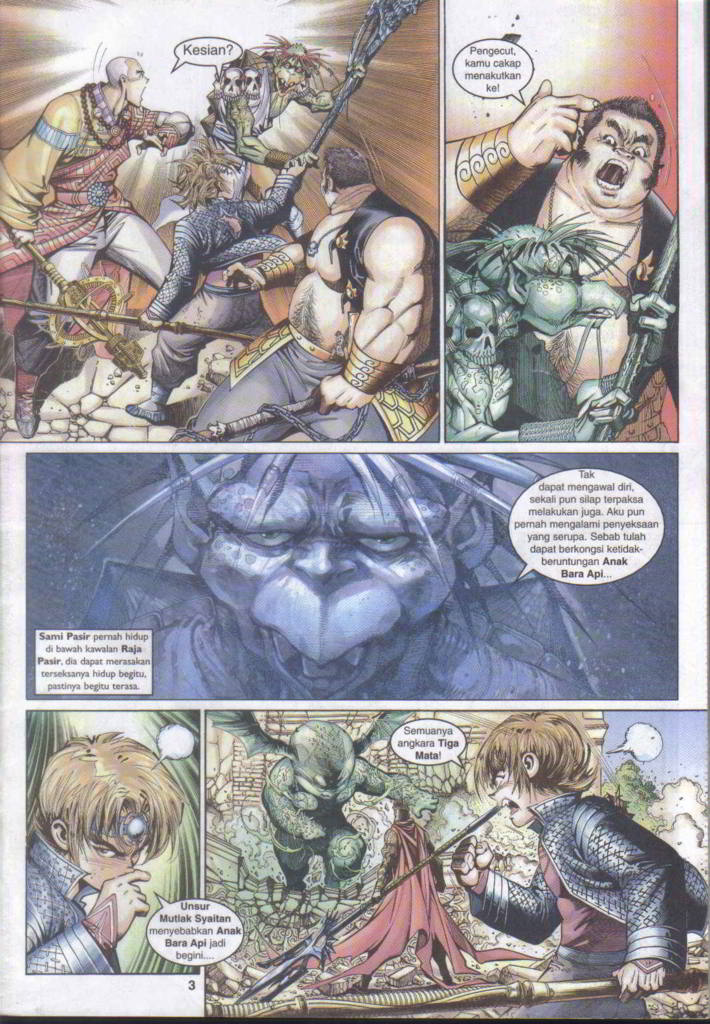 Kesian?
Pengecut,
kamu cakap
menakutkan
ke!
Tak
dapat mengawal diri,
sekali pun silap terpaksa
melakukan juga. Aku pun
pernah mengalami penyeksaan
yang serupa. Sebab itulah
dapat berkongsi ketidak-
beruntungan Anak
Bara Api...
Sami Pasir pernah hidup
di bawah kawalan Raja
Pasir, dia dapat merasakan
terseksanya hidup begitu,
pastinya begitu terasa.
Unsur
Mutlak Syaitan
menyebabkan Anak
Bara Api jadi
begini....
Semuanya
angkara Tiga
Mata!
3